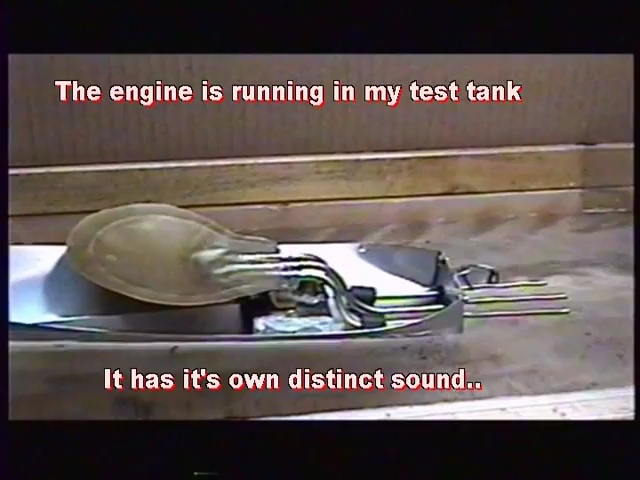 The engine is running in my test tank
It has it's own distinct sound..